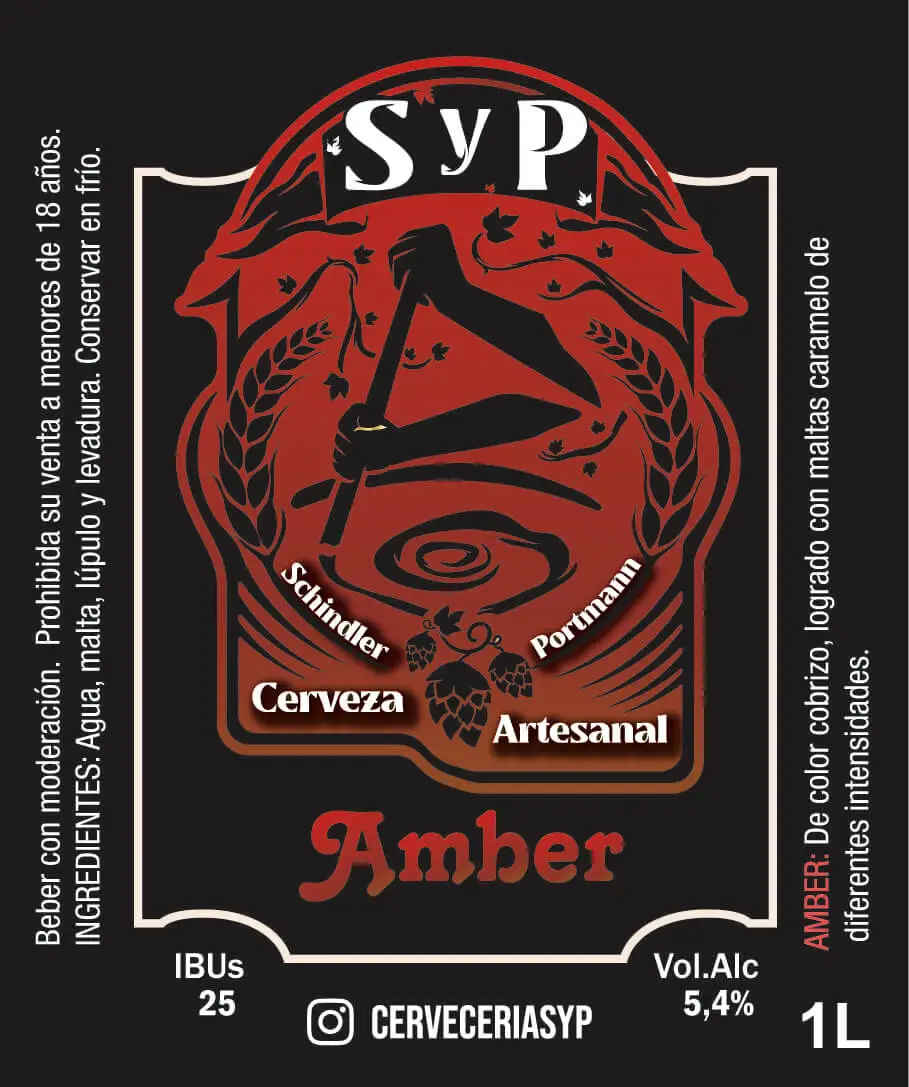 SyP
Schindler
Portmann
Cerveza
Artesanal
Amber
IBUs
25
Vol.Alc
5,4%
CERVECERIASYP
1L
Beber con moderación.  Prohibida su venta a menores de 18 años.
INGREDIENTES: Agua, malta, lúpulo y levadura. Conservar en frío.
AMBER: De color cobrizo, logrado con maltas caramelo de
diferentes intensidades.